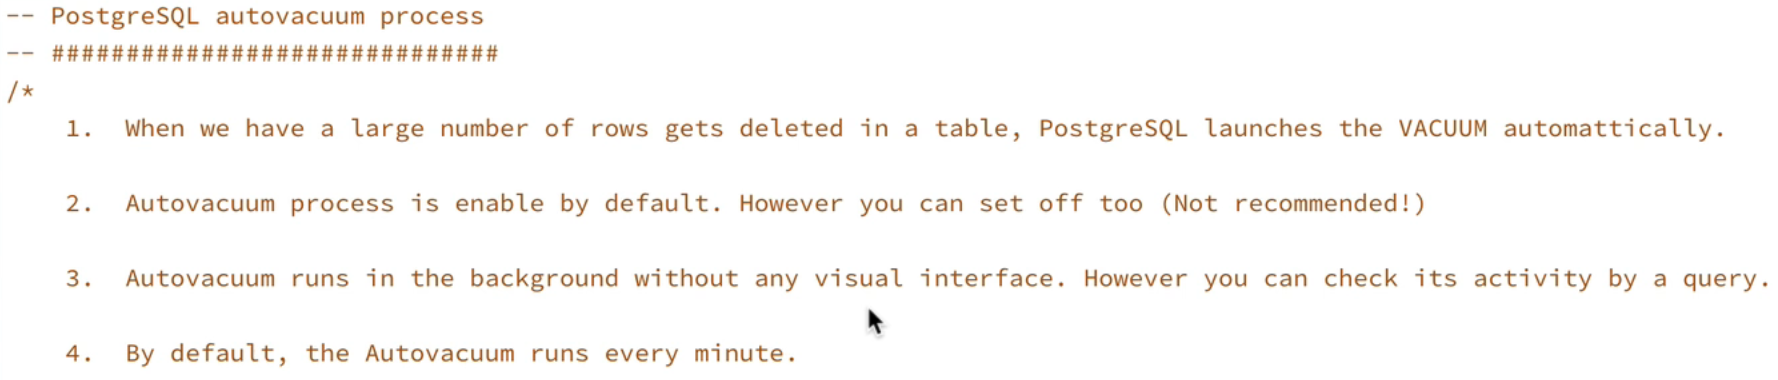 -- PostgreSQL autovacuum process
-- ##############################
/*
1. When we have a large number of rows gets deleted in a table, PostgreSQL launches the VACUUM automattically.
2. Autovacuum process is enable by default. However you can set off too (Not recommended!)
3. Autovacuum runs in the background without any visual interface. However you can check its activity by a query.
4. By default, the Autovacuum runs every minute.